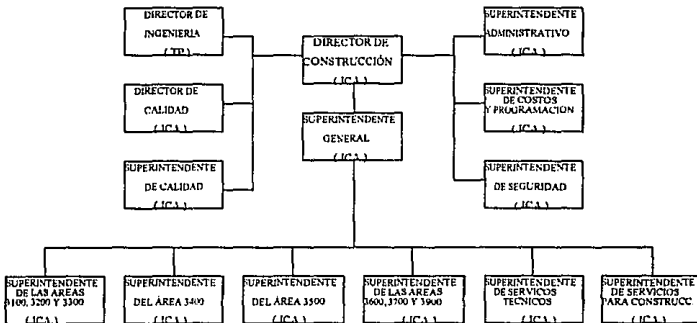 DIRECTOR DE
INGENIERIA
( TP )
DIRECTOR DE
CONSTRUCCIÓN
( ICA )
SUPERINTENDENTE
ADMINISTRATIVO
( ICA )
DIRECTOR DE
CALIDAD
( ICA )
SUPERINTENDENTE
GENERAL
( ICA )
SUPERINTENDENTE
DE COSTOS
Y PROGRAMACION
( ICA )
SUPERINTENDENTE
DE CALIDAD
( ICA )
SUPERINTENDENTE
DE SEGURIDAD
( ICA )
SUPERINTENDENTE
DE LAS AREAS
3100, 3200 Y 3300
( ICA )
SUPERINTENDENTE
DEL ÁREA 3400
( ICA )
SUPERINTENDENTE
DEL ÁREA 3500
( ICA )
SUPERINTENDENTE
DE LAS AREAS
3600, 3700 Y 3900
( ICA )
SUPERINTENDENTE
DE SERVICIOS
TECNICOS
( ICA )
SUPERINTENDENTE
DE SERVICIOS
PARA CONSTRUCC.
( ICA )